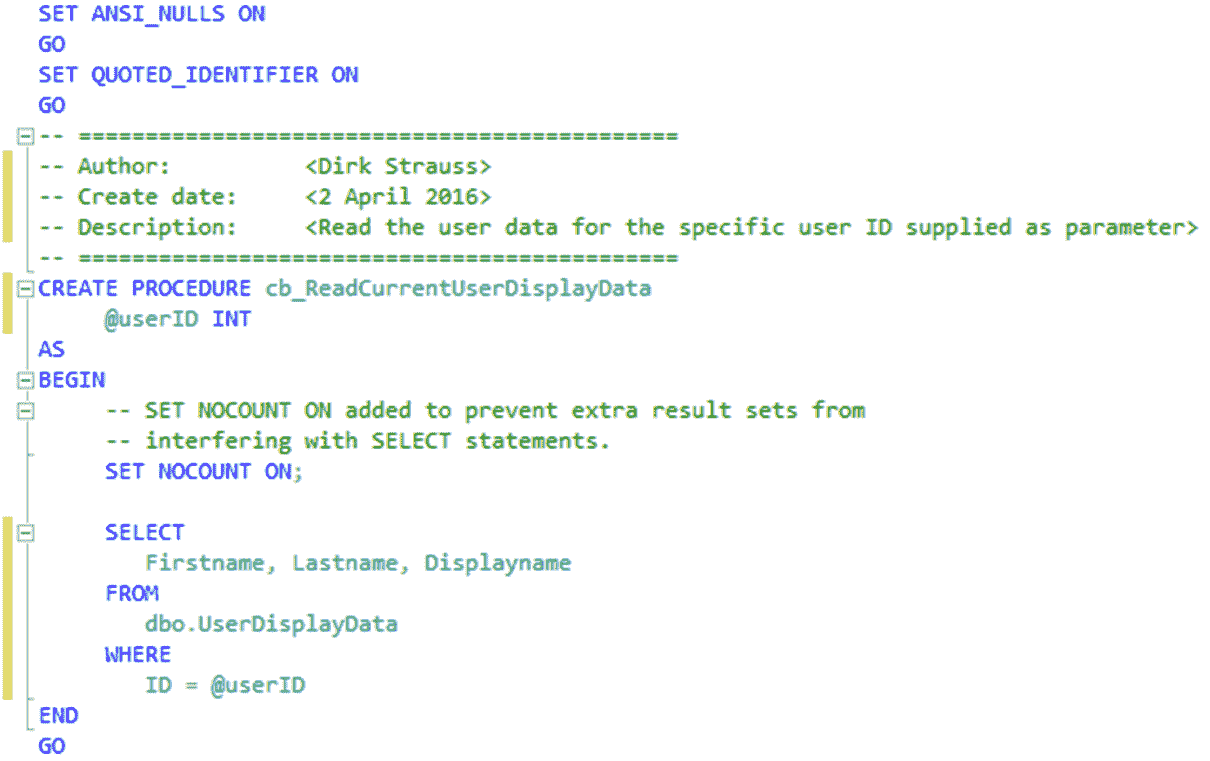 SET ANSI_NULLS ON
GO
SET QUOTED_IDENTIFIER ON
GO
-- =============================================
-- Author:          <Dirk Strauss>
-- Create date:     <2 April 2016>
-- Description:     <Read the user data for the specific user ID supplied as parameter>
-- =============================================
CREATE PROCEDURE cb_ReadCurrentUserDisplayData
     @userID INT
AS
BEGIN
     -- SET NOCOUNT ON added to prevent extra result sets from
     -- interfering with SELECT statements.
     SET NOCOUNT ON;

     SELECT
        Firstname, Lastname, Displayname
     FROM
        dbo.UserDisplayData
     WHERE
        ID = @userID
END
GO